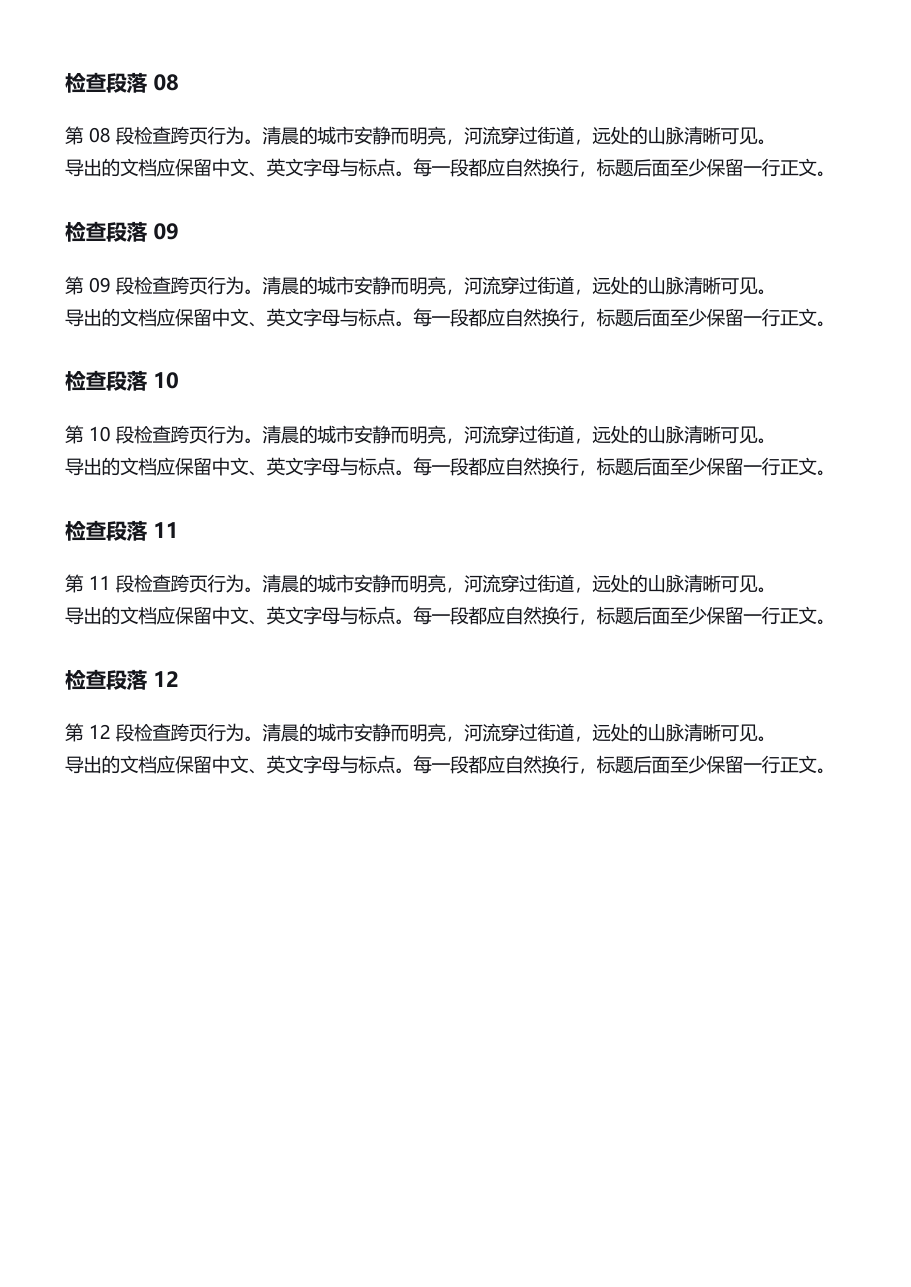 检查段落 08
第 08 段检查跨页行为。清晨的城市安静而明亮，河流穿过街道，远处的山脉清晰可见。
导出的文档应保留中文、英文字母与标点。每一段都应自然换行，标题后面至少保留一行正文。
检查段落 09
第 09 段检查跨页行为。清晨的城市安静而明亮，河流穿过街道，远处的山脉清晰可见。
导出的文档应保留中文、英文字母与标点。每一段都应自然换行，标题后面至少保留一行正文。
检查段落 10
第 10 段检查跨页行为。清晨的城市安静而明亮，河流穿过街道，远处的山脉清晰可见。
导出的文档应保留中文、英文字母与标点。每一段都应自然换行，标题后面至少保留一行正文。
检查段落 11
第 11 段检查跨页行为。清晨的城市安静而明亮，河流穿过街道，远处的山脉清晰可见。
导出的文档应保留中文、英文字母与标点。每一段都应自然换行，标题后面至少保留一行正文。
检查段落 12
第 12 段检查跨页行为。清晨的城市安静而明亮，河流穿过街道，远处的山脉清晰可见。
导出的文档应保留中文、英文字母与标点。每一段都应自然换行，标题后面至少保留一行正文。